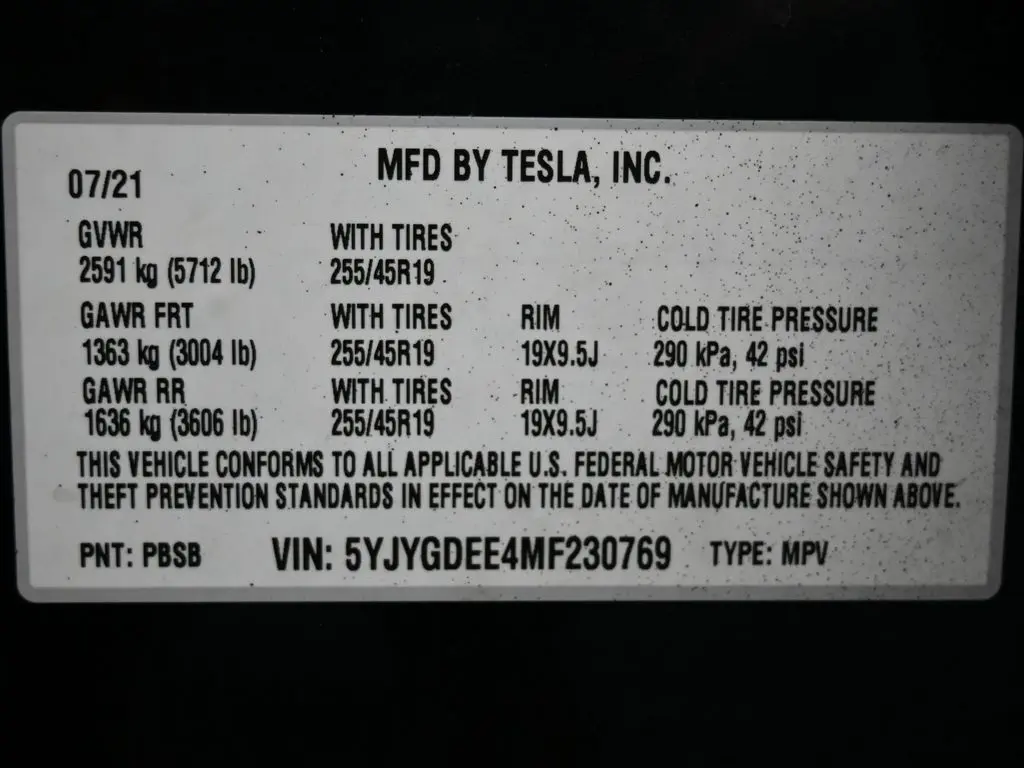 MFD BY TESLA, INC.
07/21
GVWR WITH TIRES
2591 kg (5712 lb) 255/45R19
GAWR FRT WITH TIRES RIM COLD TIRE PRESSURE
1363 kg (3004 lb) 255/45R19 19X9.5J 290 kPa, 42 psi
GAWR RR WITH TIRES RIM COLD TIRE PRESSURE
1636 kg (3606 lb) 255/45R19 19X9.5J 290 kPa, 42 psi
THIS VEHICLE CONFORMS TO ALL APPLICABLE U.S. FEDERAL MOTOR VEHICLE SAFETY AND
THEFT PREVENTION STANDARDS IN EFFECT ON THE DATE OF MANUFACTURE SHOWN ABOVE.
PNT: PBSB VIN: 5YJYGDEE4MF230769 TYPE: MPV